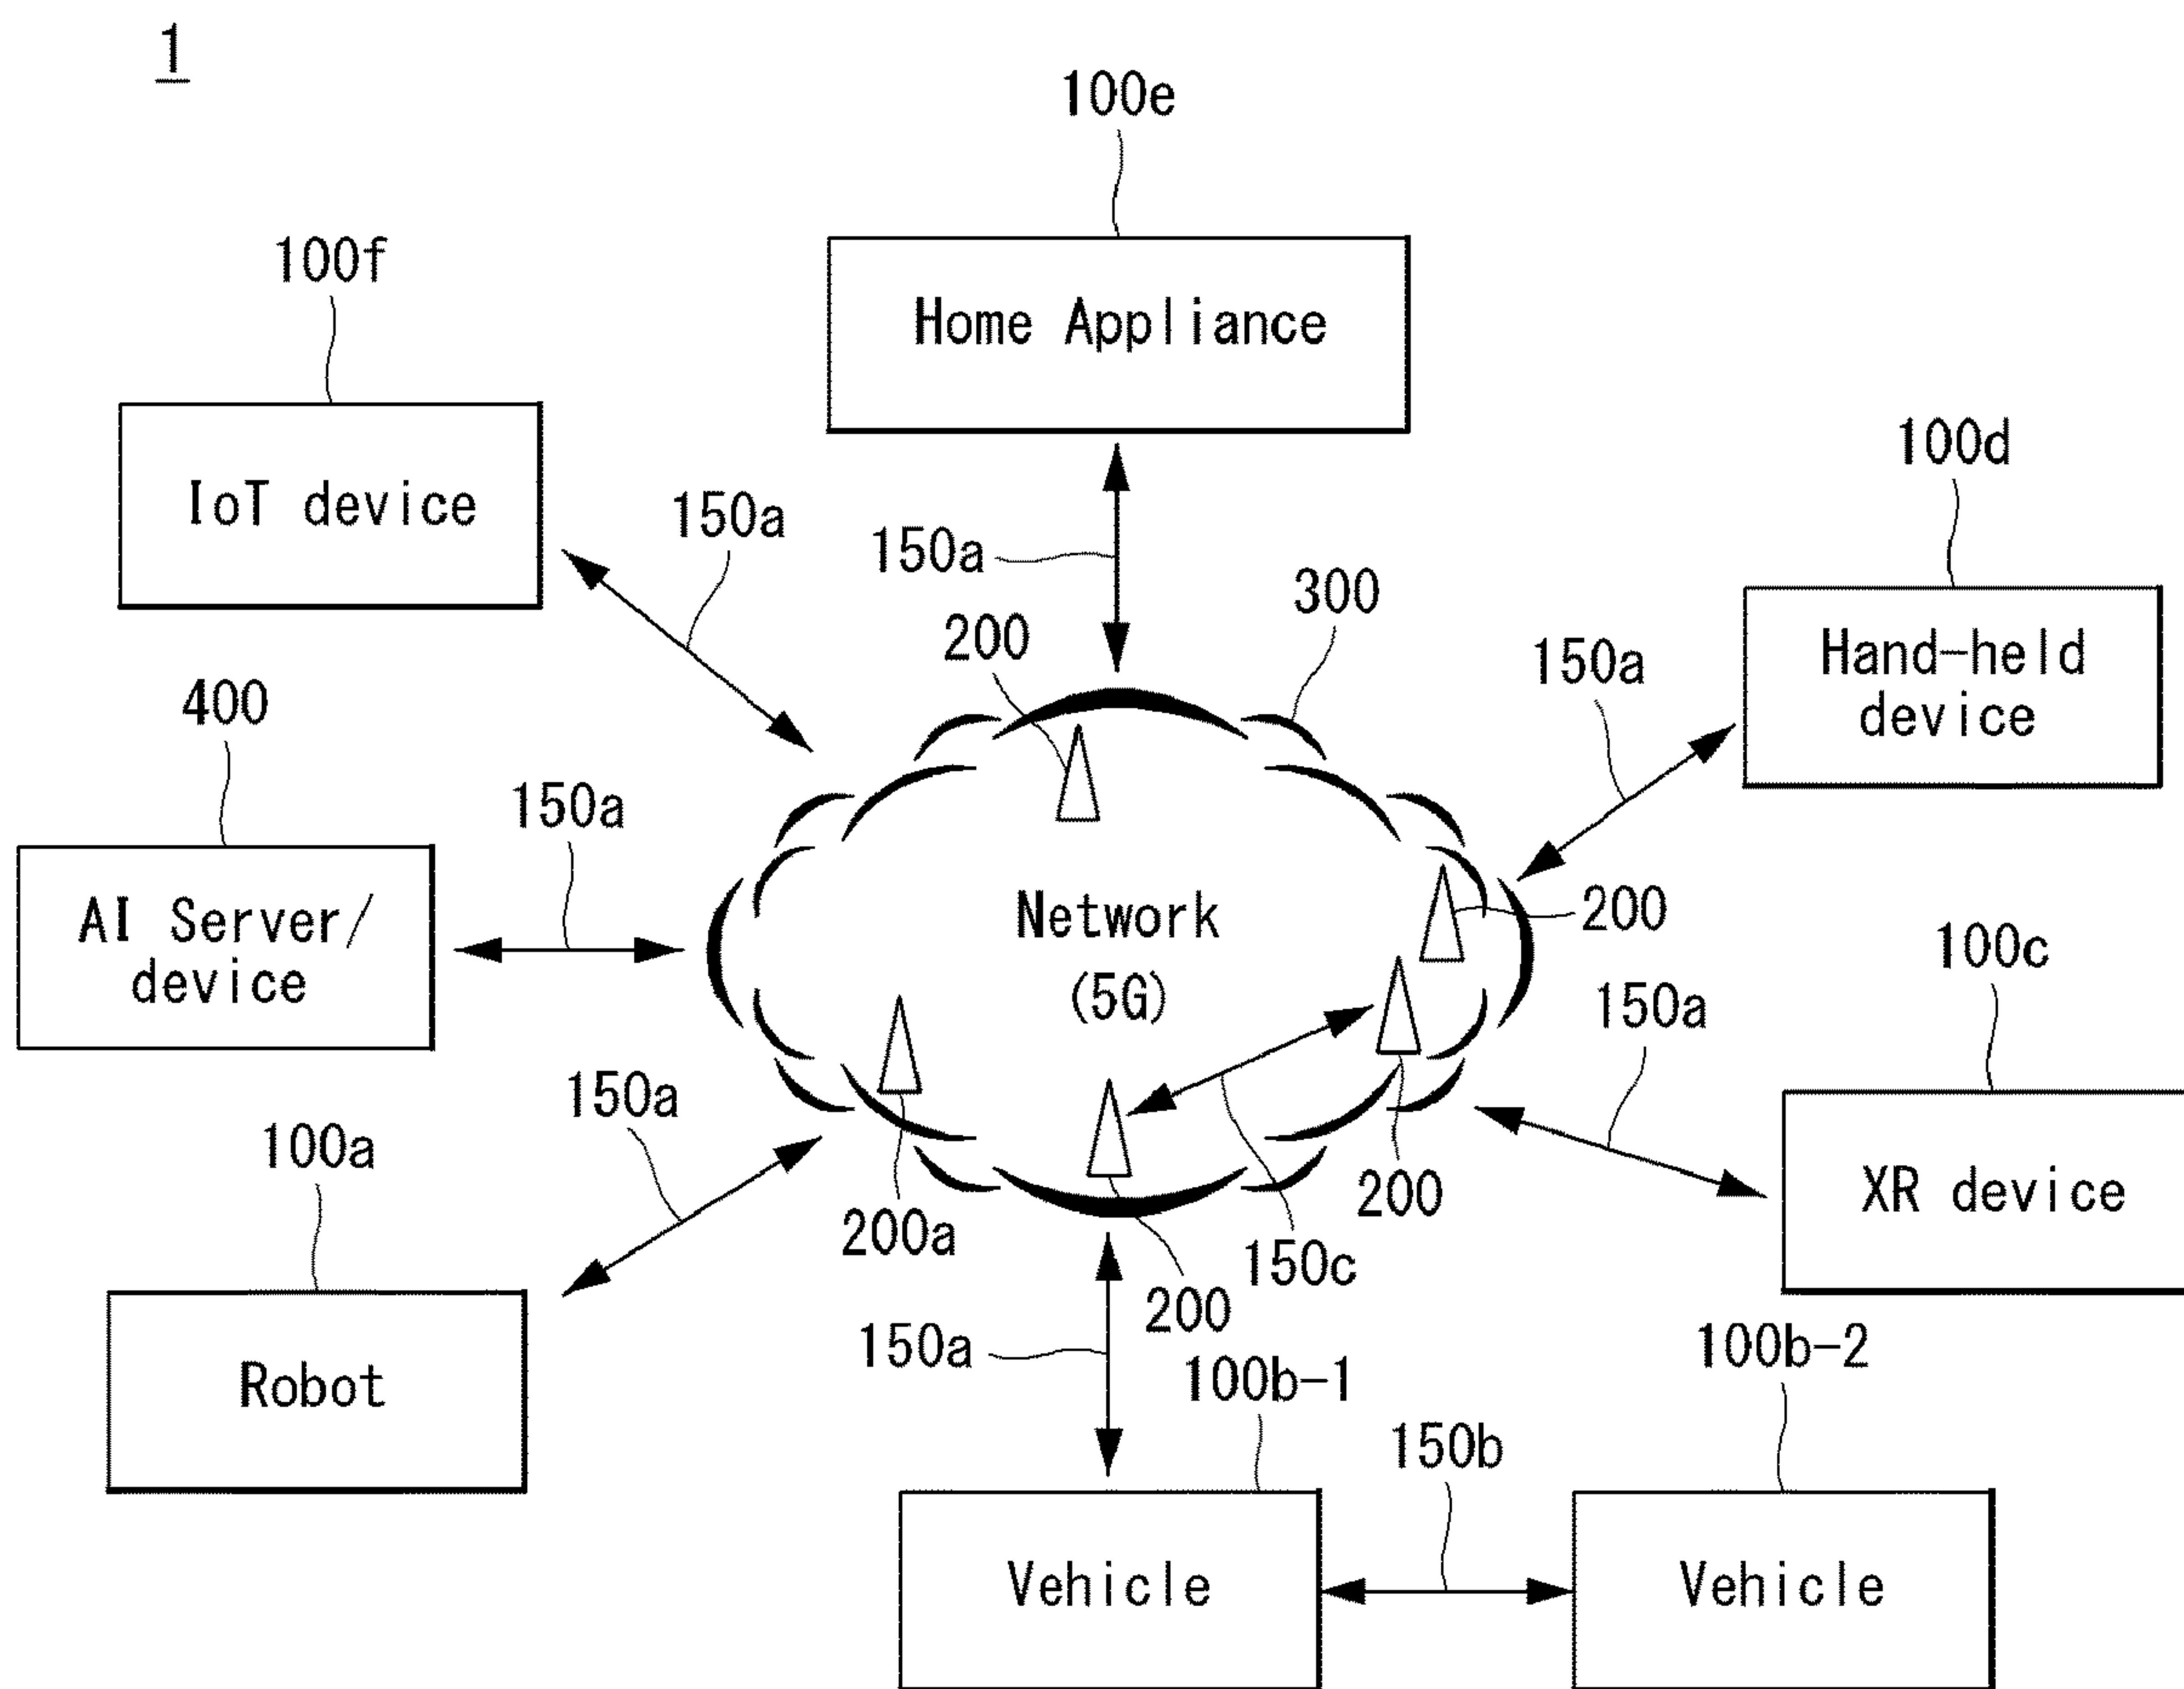 1
100e
Home Appliance
100f
IoT device
150a
150a
300
200
100d
Hand-held
device
150a
400
AI Server/
device
150a
Network
(5G)
200
100c
XR device
150a
100a
Robot
150a
200a
200
150c
200
150a
100b-1
Vehicle
150b
100b-2
Vehicle